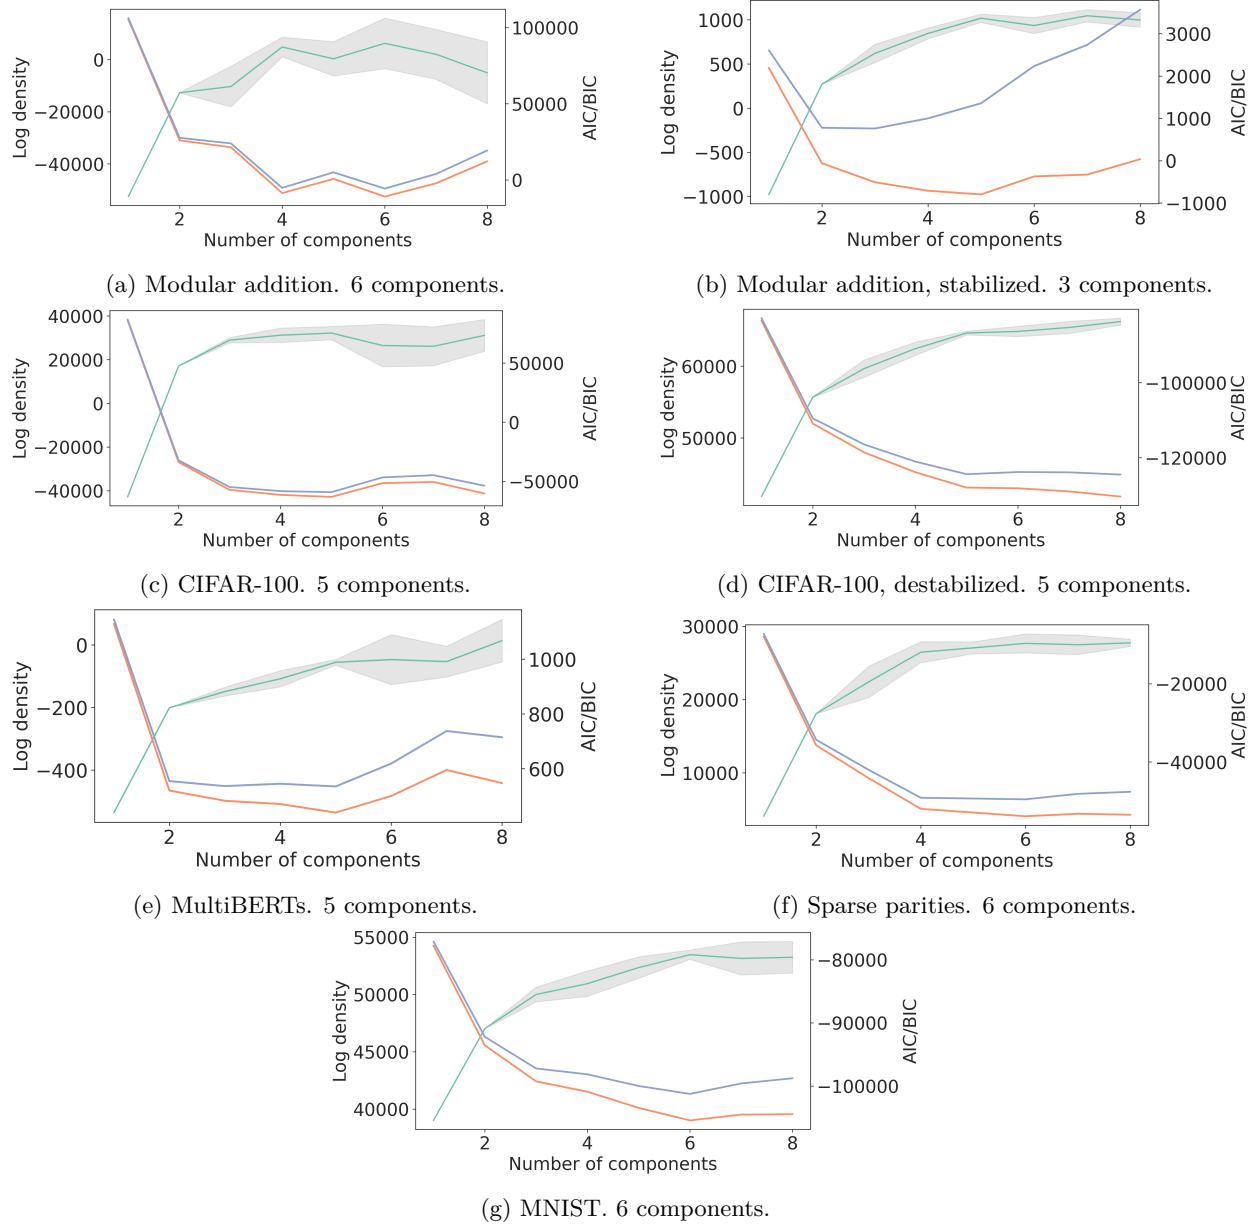 0
−20000
−40000
Log density
100000
50000
0
AIC/BIC
2 4 6 8
Number of components
(a) Modular addition. 6 components.
1000
500
0
−500
−1000
Log density
3000
2000
1000
0
−1000
AIC/BIC
2 4 6 8
Number of components
(b) Modular addition, stabilized. 3 components.
40000
20000
0
−20000
−40000
Log density
50000
0
−50000
AIC/BIC
2 4 6 8
Number of components
(c) CIFAR-100. 5 components.
60000
50000
Log density
−100000
−120000
AIC/BIC
2 4 6 8
Number of components
(d) CIFAR-100, destabilized. 5 components.
0
−200
−400
Log density
1000
800
600
AIC/BIC
2 4 6 8
Number of components
(e) MultiBERTs. 5 components.
30000
20000
10000
Log density
−20000
−40000
AIC/BIC
2 4 6 8
Number of components
(f) Sparse parities. 6 components.
55000
50000
45000
40000
Log density
−80000
−90000
−100000
AIC/BIC
2 4 6 8
Number of components
(g) MNIST. 6 components.